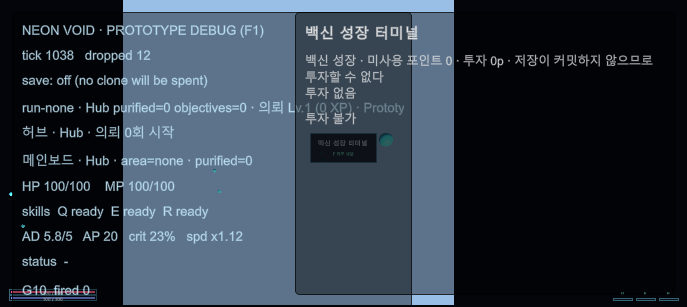 NEON VOID · PROTOTYPE DEBUG (F1)
tick 1038 dropped 12
save: off (no clone will be spent)
run-none · Hub purified=0 objectives=0 · 의뢰 Lv.1 (0 XP) · Prototy
허브 · Hub · 의뢰 0회 시작
메인보드 · Hub · area=none · purified=0
HP 100/100 MP 100/100
skills Q ready E ready R ready
AD 5.8/5 AP 20 crit 23% spd x1.12
status -
G10 fired 0
백신 성장 터미널
백신 성장 · 미사용 포인트 0 · 투자 0p · 저장이 커밋하지 않으므로
투자할 수 없다
투자 없음
투자 불가
백신 성장 터미널